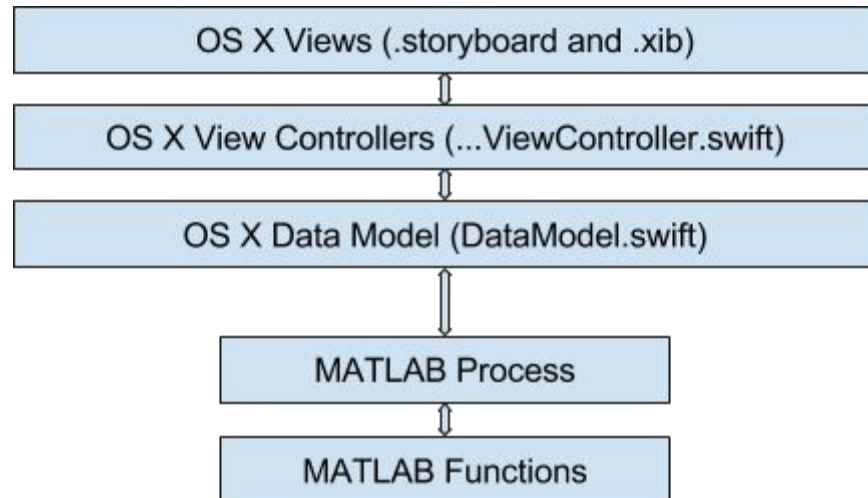 OS X Views (.storyboard and .xib)
OS X View Controllers (...ViewController.swift)
OS X Data Model (DataModel.swift)
MATLAB Process
MATLAB Functions